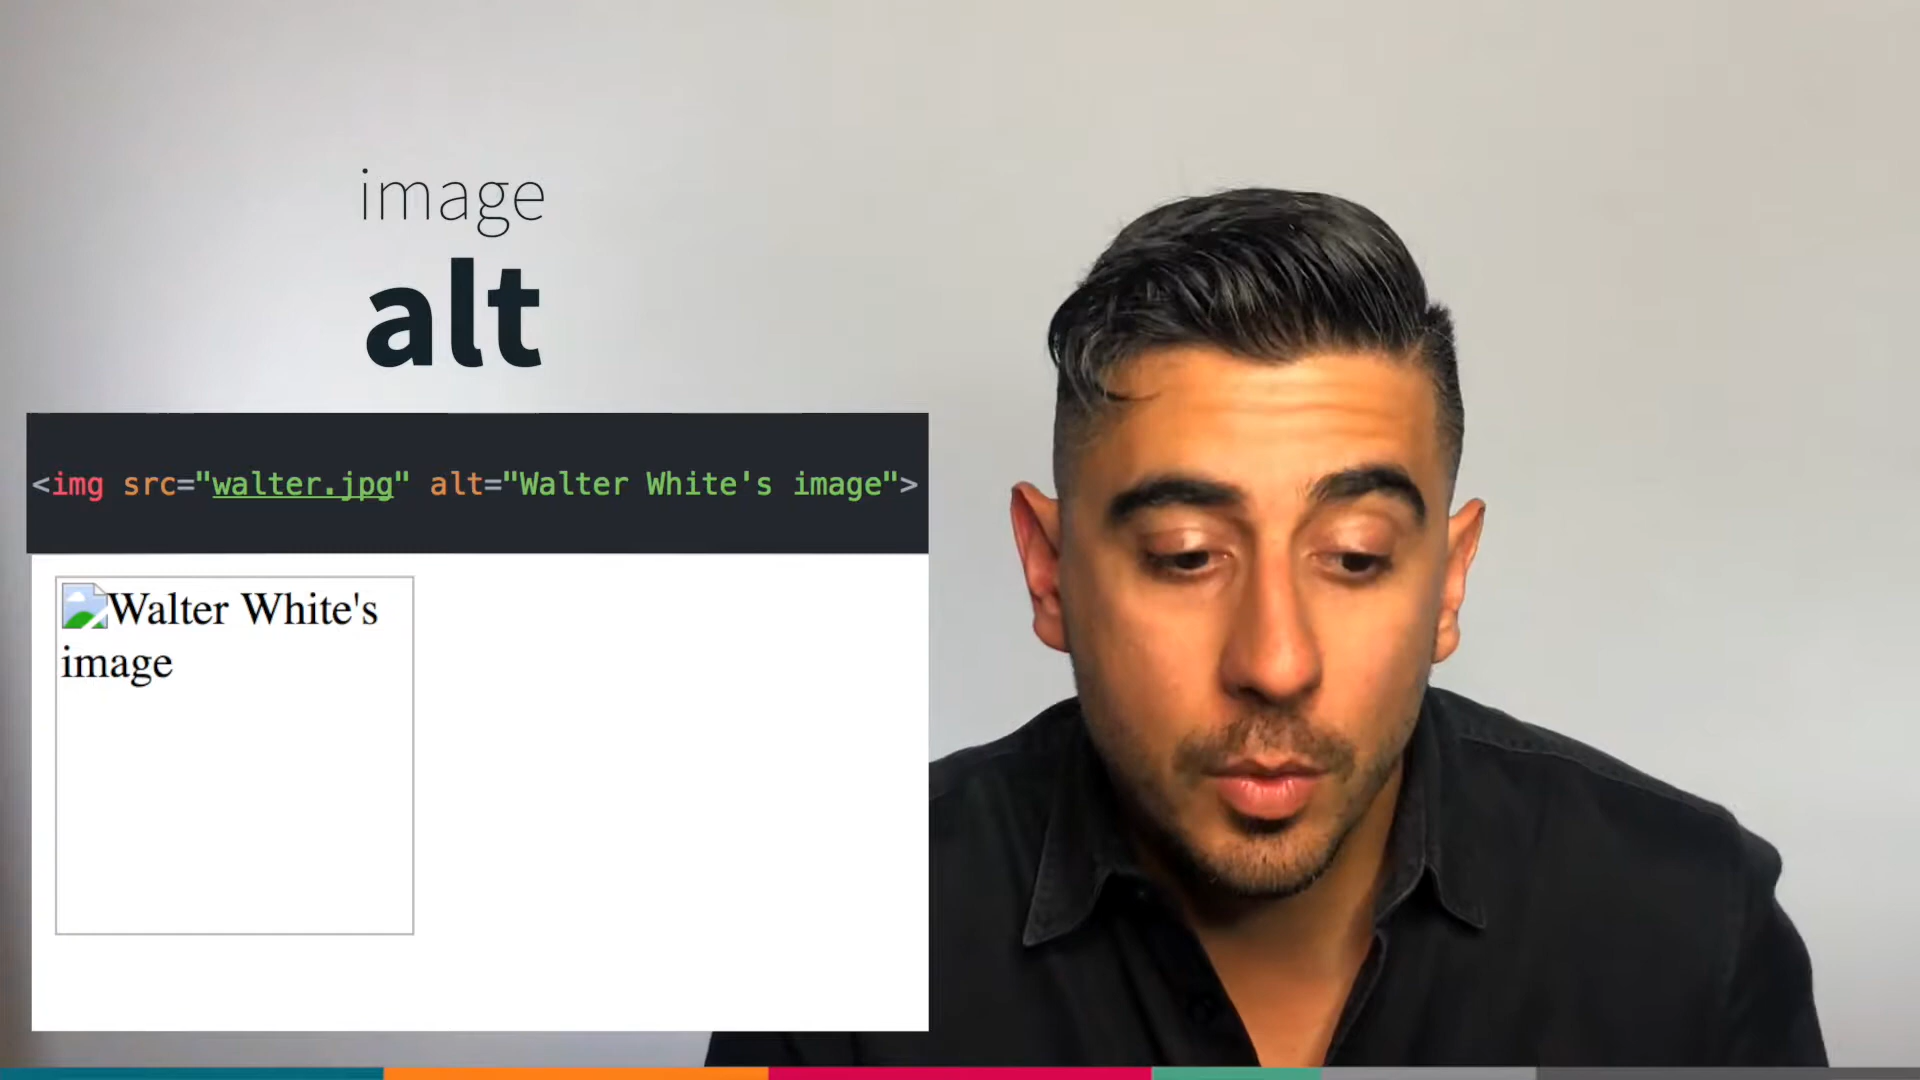 image
alt
<img src="walter.jpg" alt="Walter White's image">
Walter White's
image